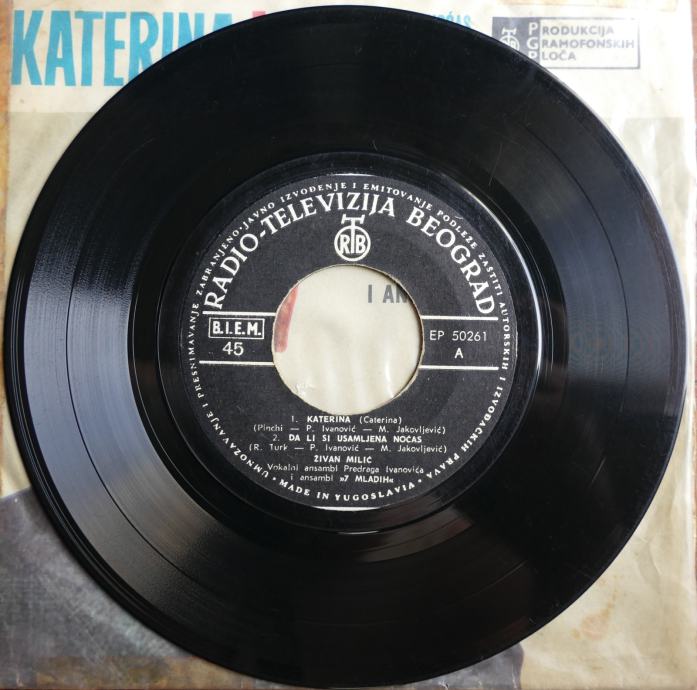 KATERINA
PRODUKCIJA
GRAMOFONSKIH
PLOČA
UMNOŽAVANJE I PRESNIMAVANJE ZABRANJENO·JAVNO IZVOĐENJE I EMITOVANJE PODLEŽE ZAŠTITI AUTORSKIH I IZVOĐAČKIH PRAVA
RADIO-TELEVIZIJA BEOGRAD
RTB
B.I.E.M.
45
EP 50261
A
I AN
1. KATERINA (Caterina)
(Pinchi — P. Ivanović — M. Jakovljević)
2. DA LI SI USAMLJENA NOĆAS
(R. Turk — P. Ivanović — M. Jakovljević)
ŽIVAN MILIĆ
Vokalni ansambl Predraga Ivanovića
i ansambl »7 MLADIH«
·MADE IN YUGOSLAVIA·